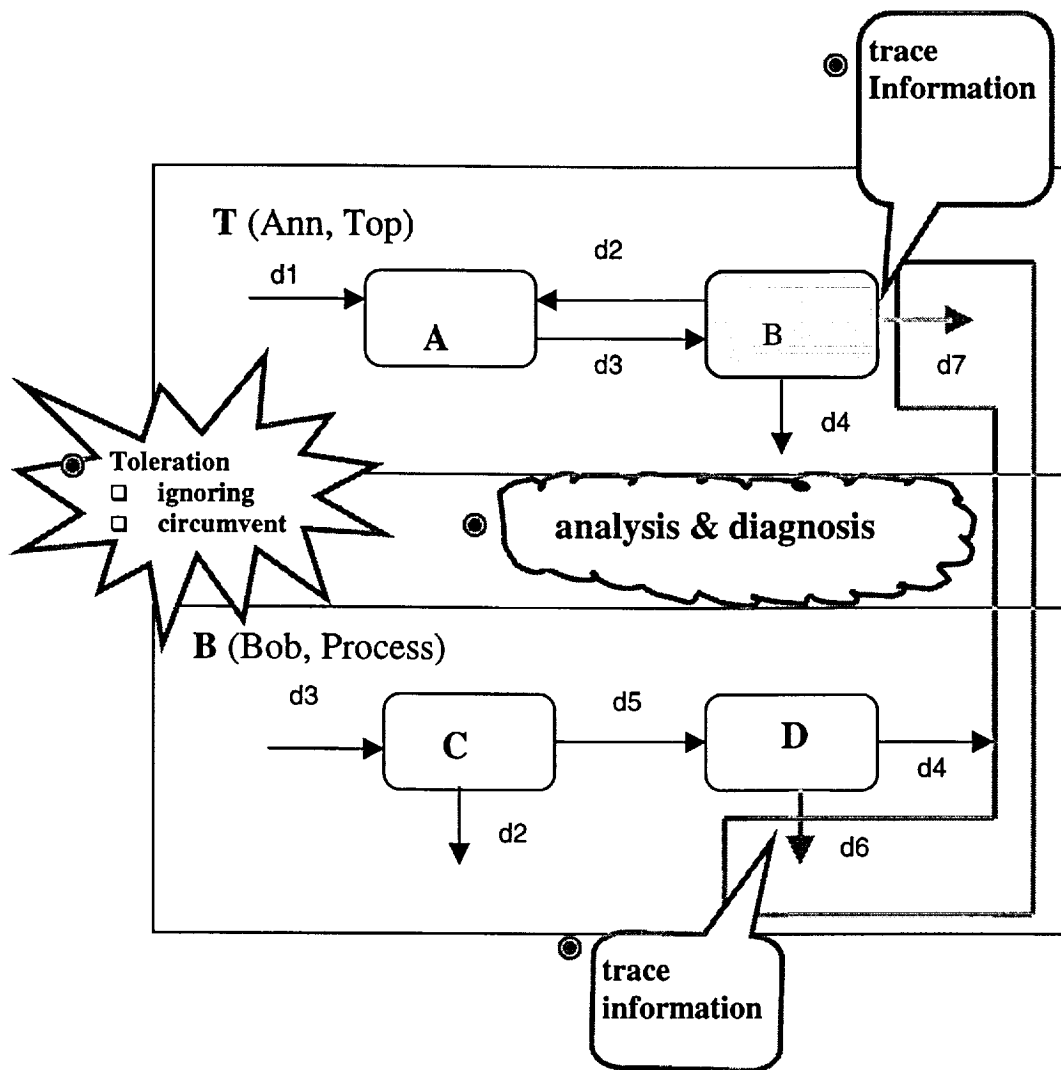 trace
Information
T (Ann, Top)
d1
d2
A
d3
B
d7
d4
Toleration
❑ ignoring
❑ circumvent
analysis & diagnosis
B (Bob, Process)
d3
C
d5
D
d4
d2
d6
trace
information